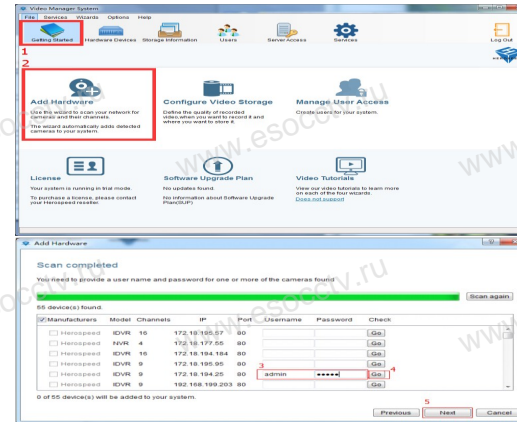 Video Manager System
File Services Wizards Options Help
Getting Started Hardware Devices Storage Information Users Server Access Services Log Out
1
2
Add Hardware
Use the wizard to scan your network for
cameras and their channels.
The wizard automatically adds detected
cameras to your system.
Configure Video Storage
Define the quality of recorded
video,when you want to record it and
where you want to store it.
Manage User Access
Create users for your system.
License
Your system is running in trial mode.
To purchase a license, please contact
your Herospeed reseller.
Software Upgrade Plan
No updates found.
No information about Software Upgrade
Plan(SUP)
Video Tutorials
View our video tutorials to learn more
on each of the four wizards.
Does not support
www.esocctv.ru
Add Hardware
Scan completed
You need to provide a user name and password for one or more of the cameras found
Scan again
55 device(s) found.
Manufacturers Model Channels IP Port Username Password Check
Herospeed IDVR 16 172.18.195.57 80 Go
Herospeed NVR 4 172.18.177.55 80 Go
Herospeed IDVR 16 172.18.194.184 80 Go
Herospeed IDVR 9 172.18.195.95 80 Go
3
4
Herospeed IDVR 9 172.18.194.25 80 admin ••••• Go
Herospeed IDVR 9 192.168.199.203 80 Go
0 of 55 device(s) will be added to your system.
5
Previous Next Cancel
www.esocctv.ru